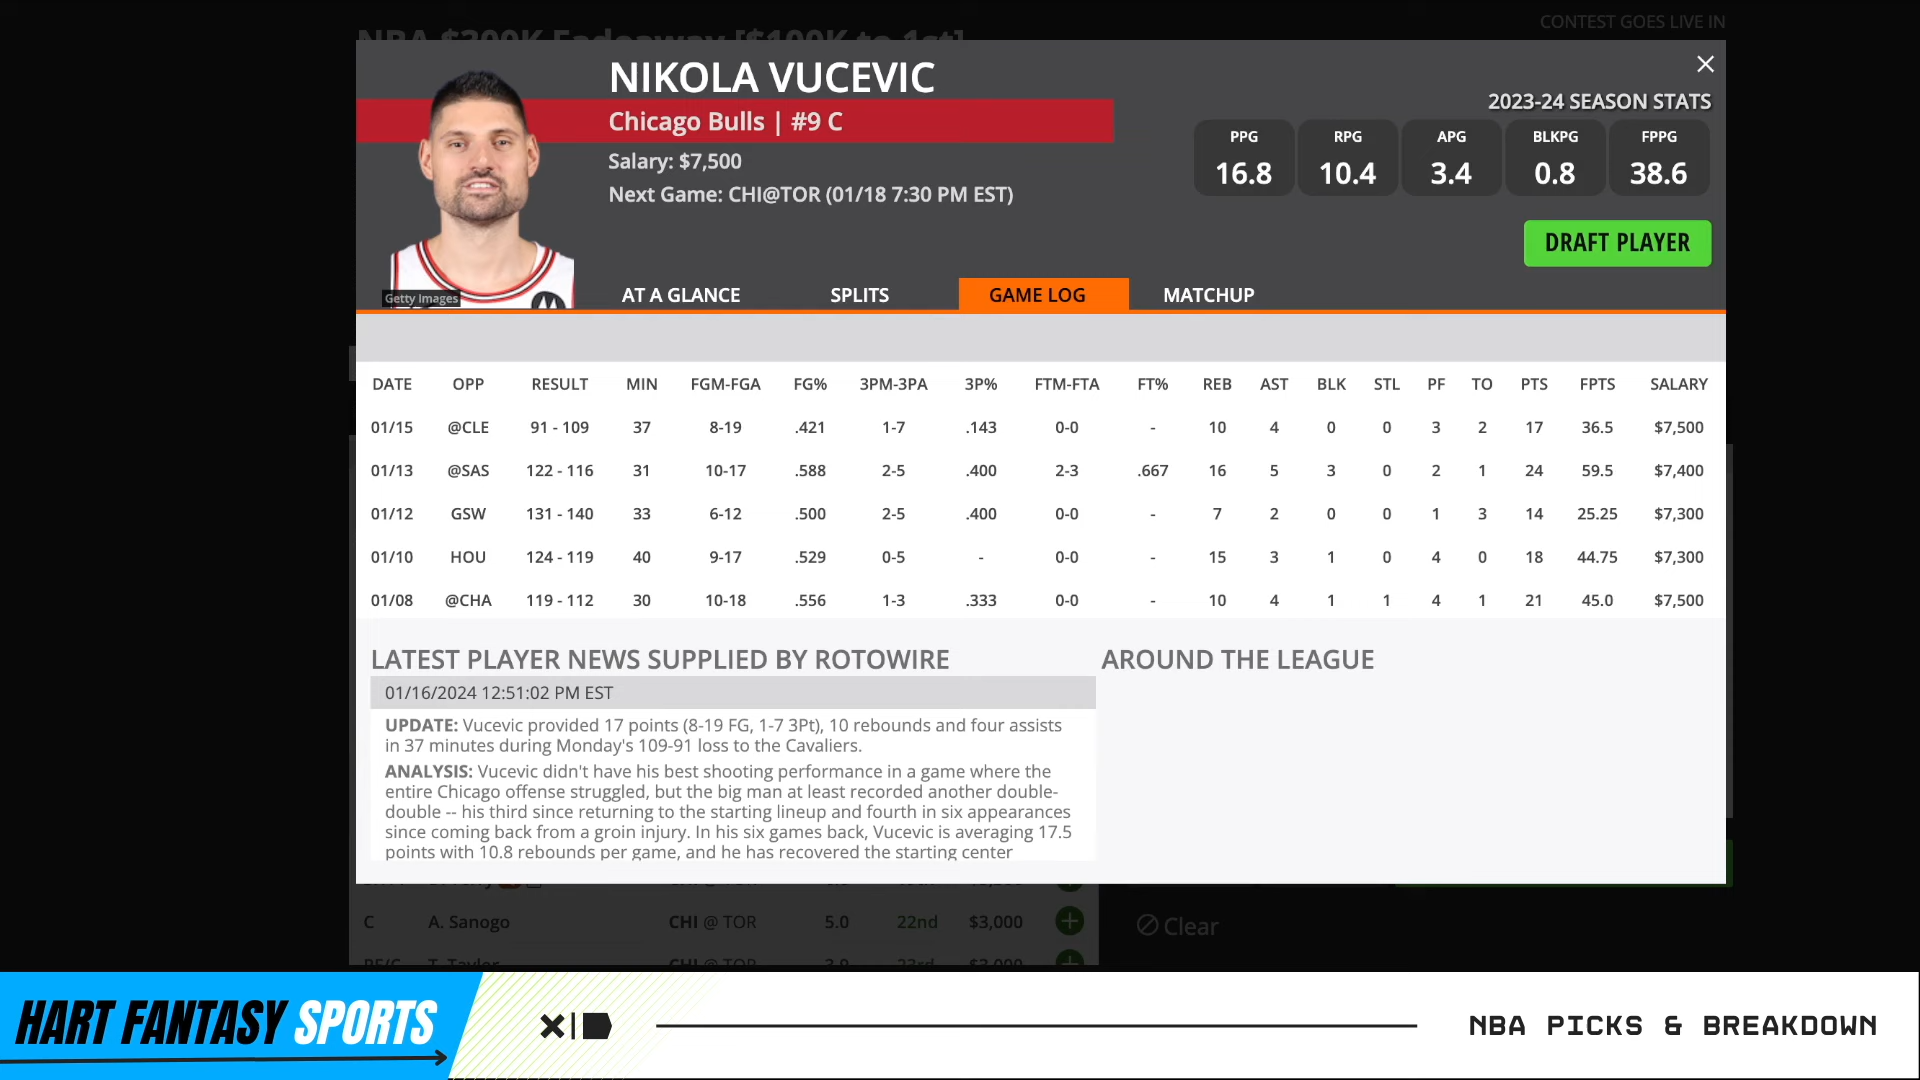 NBA $200K Fadeaway [$100K to 1st]
CONTEST GOES LIVE IN
NIKOLA VUCEVIC
Chicago Bulls | #9 C
Salary: $7,500
Next Game: CHI@TOR (01/18 7:30 PM EST)
2023-24 SEASON STATS
PPG RPG APG BLKPG FPPG
16.8 10.4 3.4 0.8 38.6
DRAFT PLAYER
Getty Images
AT A GLANCE SPLITS GAME LOG MATCHUP
DATE OPP RESULT MIN FGM-FGA FG% 3PM-3PA 3P% FTM-FTA FT% REB AST BLK STL PF TO PTS FPTS SALARY
01/15 @CLE 91 - 109 37 8-19 .421 1-7 .143 0-0 - 10 4 0 0 3 2 17 36.5 $7,500
01/13 @SAS 122 - 116 31 10-17 .588 2-5 .400 2-3 .667 16 5 3 0 2 1 24 59.5 $7,400
01/12 GSW 131 - 140 33 6-12 .500 2-5 .400 0-0 - 7 2 0 0 1 3 14 25.25 $7,300
01/10 HOU 124 - 119 40 9-17 .529 0-5 - 0-0 - 15 3 1 0 4 0 18 44.75 $7,300
01/08 @CHA 119 - 112 30 10-18 .556 1-3 .333 0-0 - 10 4 1 1 4 1 21 45.0 $7,500
LATEST PLAYER NEWS SUPPLIED BY ROTOWIRE
AROUND THE LEAGUE
01/16/2024 12:51:02 PM EST
UPDATE: Vucevic provided 17 points (8-19 FG, 1-7 3Pt), 10 rebounds and four assists
in 37 minutes during Monday's 109-91 loss to the Cavaliers.
ANALYSIS: Vucevic didn't have his best shooting performance in a game where the
entire Chicago offense struggled, but the big man at least recorded another double-
double -- his third since returning to the starting lineup and fourth in six appearances
since coming back from a groin injury. In his six games back, Vucevic is averaging 17.5
points with 10.8 rebounds per game, and he has recovered the starting center
C A. Sanogo CHI @ TOR 5.0 22nd $3,000
Clear
PF/C T. Taylor CHI @ TOR 3.9 23rd $3,000
HART FANTASY SPORTS
NBA PICKS & BREAKDOWN